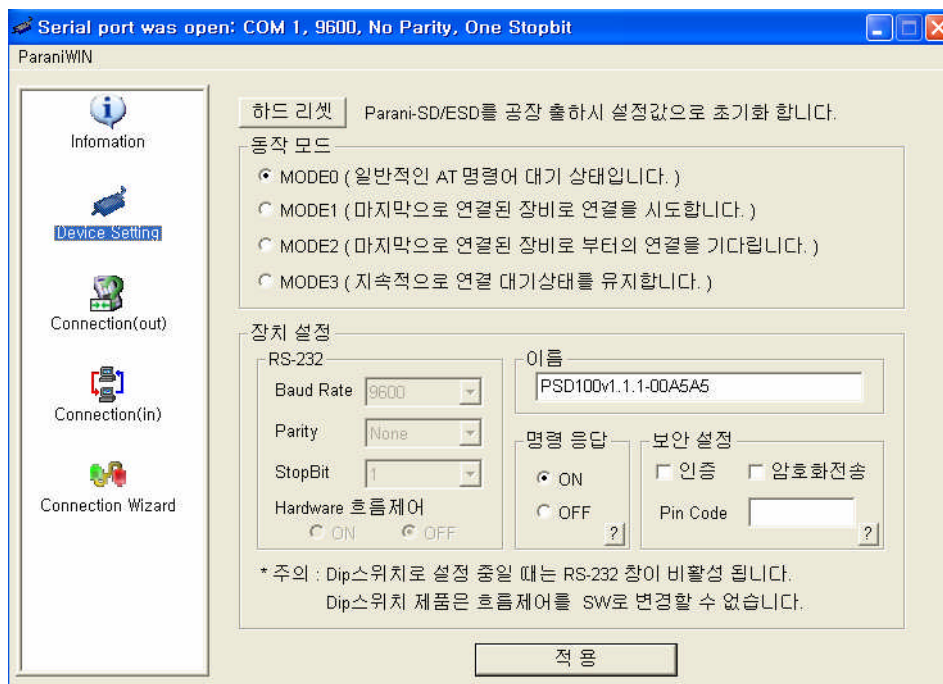 Serial port was open: COM 1, 9600, No Parity, One Stopbit
ParaniWIN
Infomation
Device Setting
Connection(out)
Connection(in)
Connection Wizard
하드 리셋 Parani-SD/ESD를 공장 출하시 설정값으로 초기화 합니다.
동작 모드
MODE0 ( 일반적인 AT 명령어 대기 상태입니다. )
MODE1 ( 마지막으로 연결된 장비로 연결을 시도합니다. )
MODE2 ( 마지막으로 연결된 장비로 부터의 연결을 기다립니다. )
MODE3 ( 지속적으로 연결 대기상태를 유지합니다. )
장치 설정
RS-232
Baud Rate 9600
Parity None
StopBit 1
Hardware 흐름제어
ON OFF
이름
PSD100v1.1.1-00A5A5
명령 응답
ON
OFF
?
보안 설정
인증 암호화전송
Pin Code
?
* 주의 : Dip스위치로 설정 중일 때는 RS-232 창이 비활성 됩니다.
Dip스위치 제품은 흐름제어를 SW로 변경할 수 없습니다.
적 용